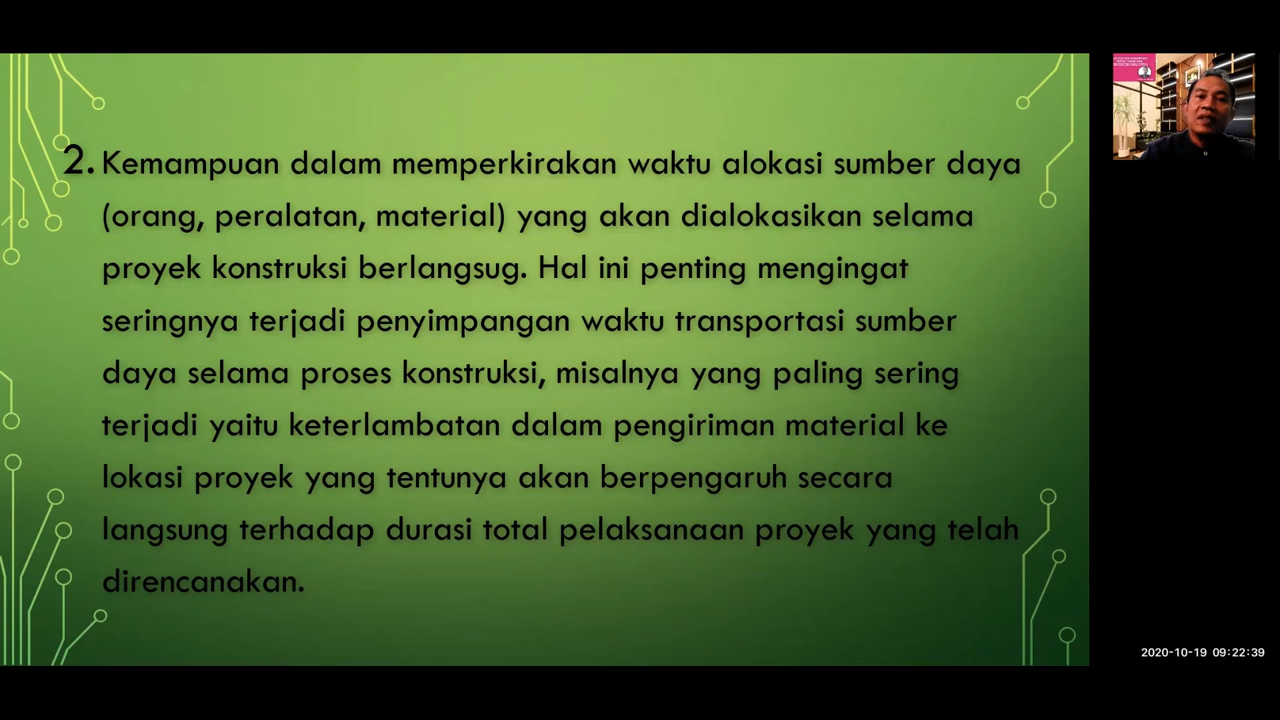 2. Kemampuan dalam memperkirakan waktu alokasi sumber daya
(orang, peralatan, material) yang akan dialokasikan selama
proyek konstruksi berlangsug. Hal ini penting mengingat
seringnya terjadi penyimpangan waktu transportasi sumber
daya selama proses konstruksi, misalnya yang paling sering
terjadi yaitu keterlambatan dalam pengiriman material ke
lokasi proyek yang tentunya akan berpengaruh secara
langsung terhadap durasi total pelaksanaan proyek yang telah
direncanakan.
2020-10-19 09:22:39